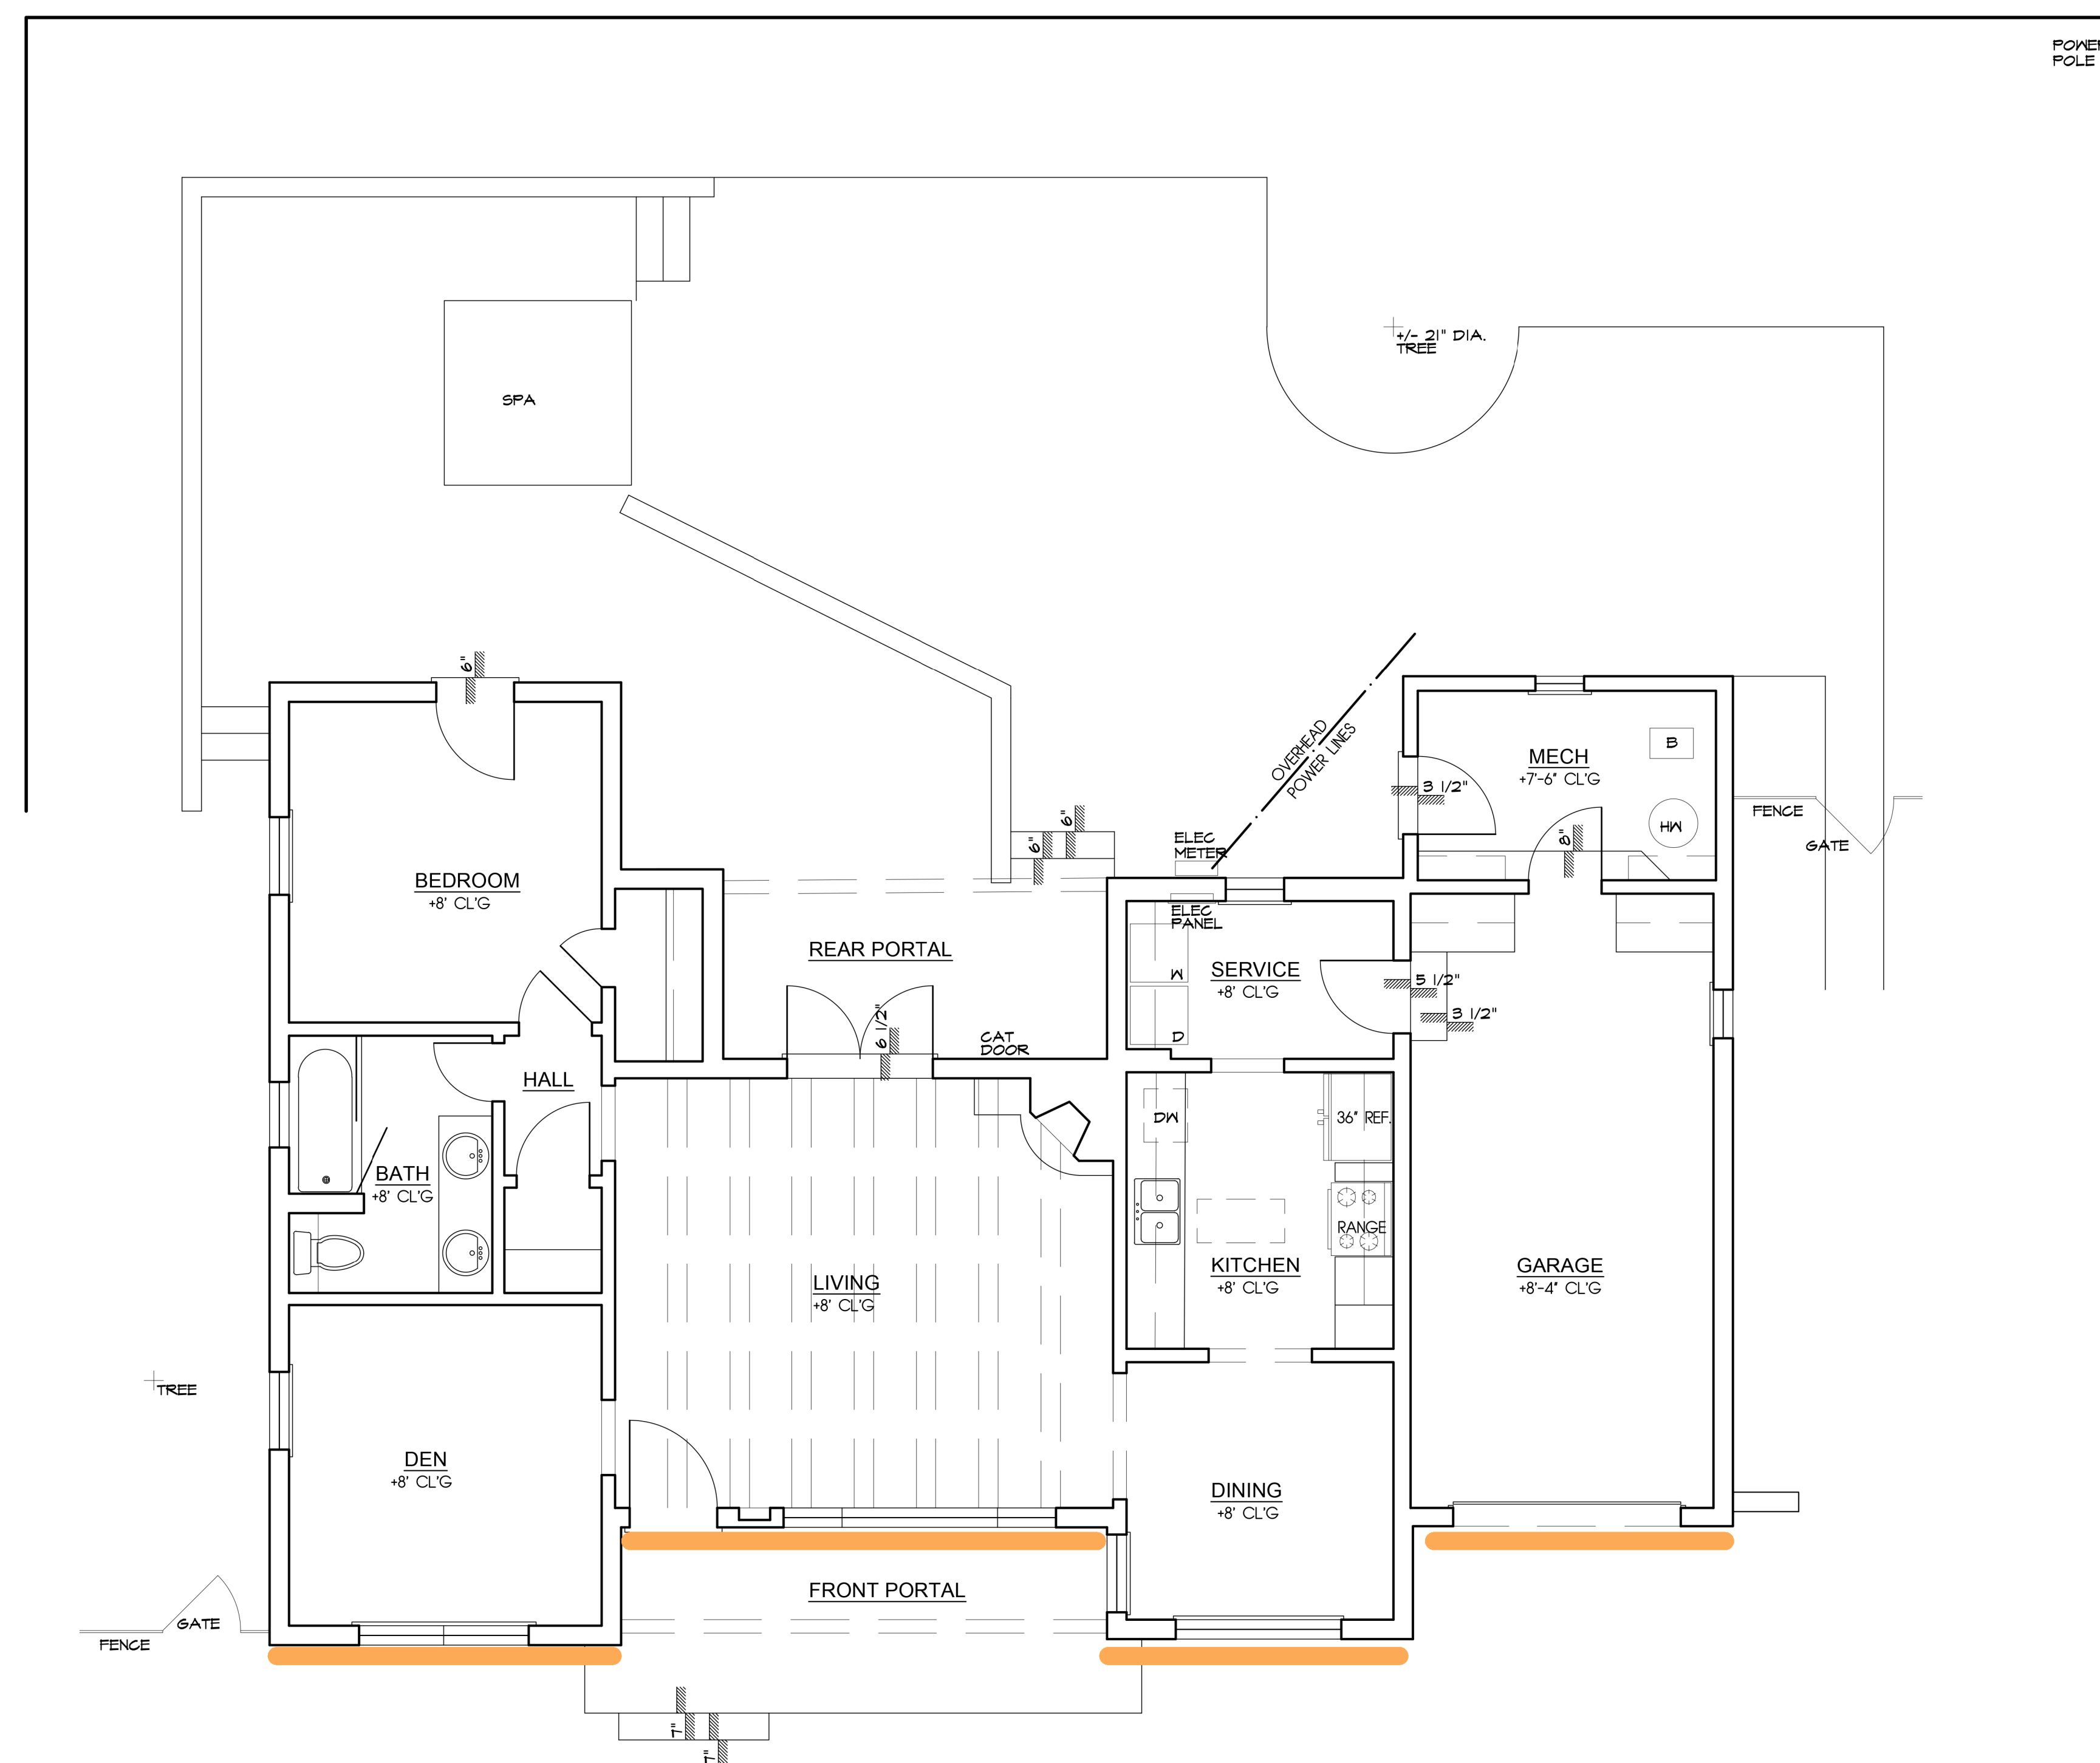 POWER
POLE
+/- 21" DIA.
TREE
SPA
6"
OVERHEAD
POWER LINES
MECH
+7'-6" CL'G
B
3 1/2"
HW
8"
FENCE
GATE
6"
6"
ELEC
METER
BEDROOM
+8' CL'G
ELEC
PANEL
REAR PORTAL
W
SERVICE
+8' CL'G
5 1/2"
3 1/2"
6 1/2"
CAT
DOOR
D
HALL
DW
36" REF.
BATH
+8' CL'G
RANGE
LIVING
+8' CL'G
KITCHEN
+8' CL'G
GARAGE
+8'-4" CL'G
TREE
DEN
+8' CL'G
DINING
+8' CL'G
FRONT PORTAL
GATE
FENCE
7"
7"